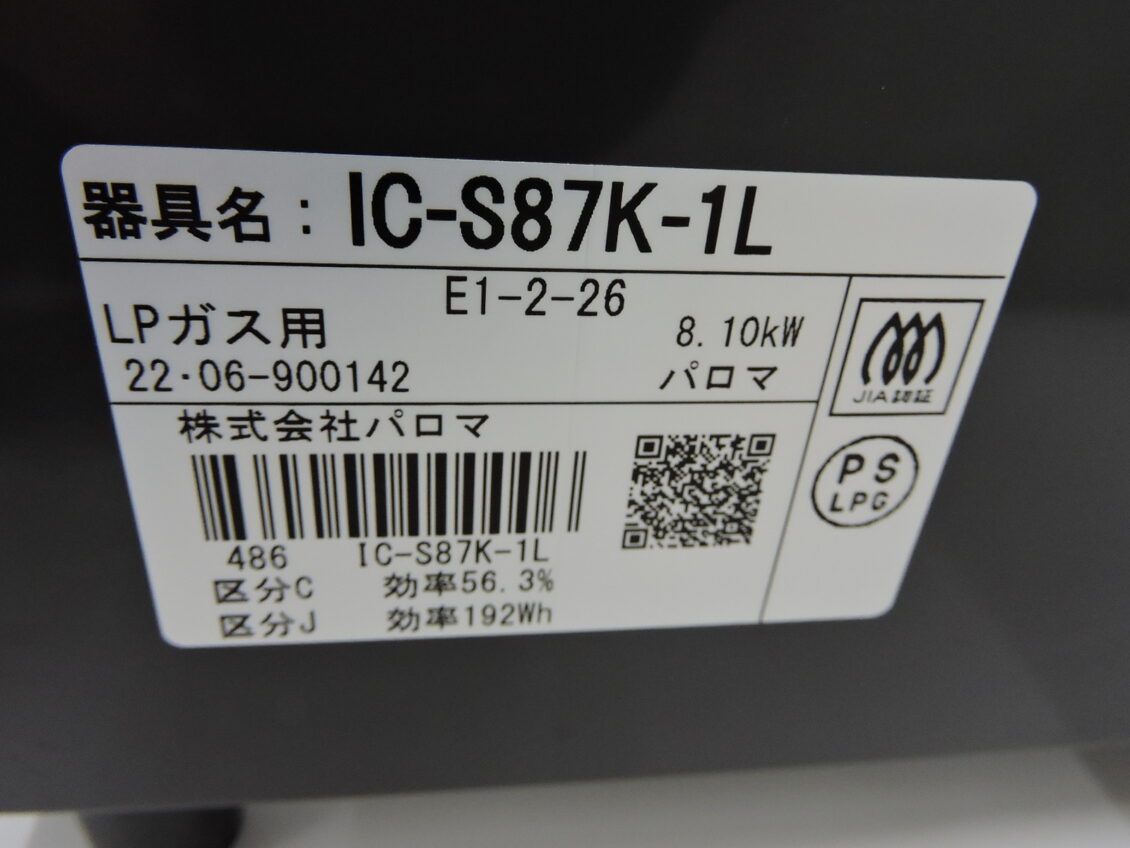 器具名：IC-S87K-1L
E1-2-26
LPガス用
8.10kW
22・06-900142
パロマ
JIA認証
株式会社パロマ
PS
LPG
486 IC-S87K-1L
区分C 効率56.3%
区分J 効率192Wh